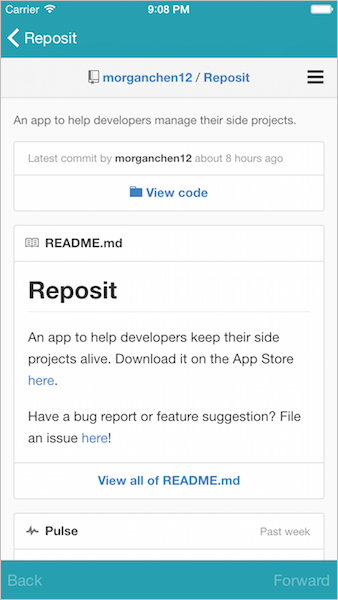 Carrier 9:08 PM
Reposit
morganchen12 / Reposit
An app to help developers manage their side projects.
Latest commit by morganchen12 about 8 hours ago
View code
README.md
Reposit
An app to help developers keep their side
projects alive. Download it on the App Store
here.
Have a bug report or feature suggestion? File
an issue here!
View all of README.md
Pulse Past week
Back Forward